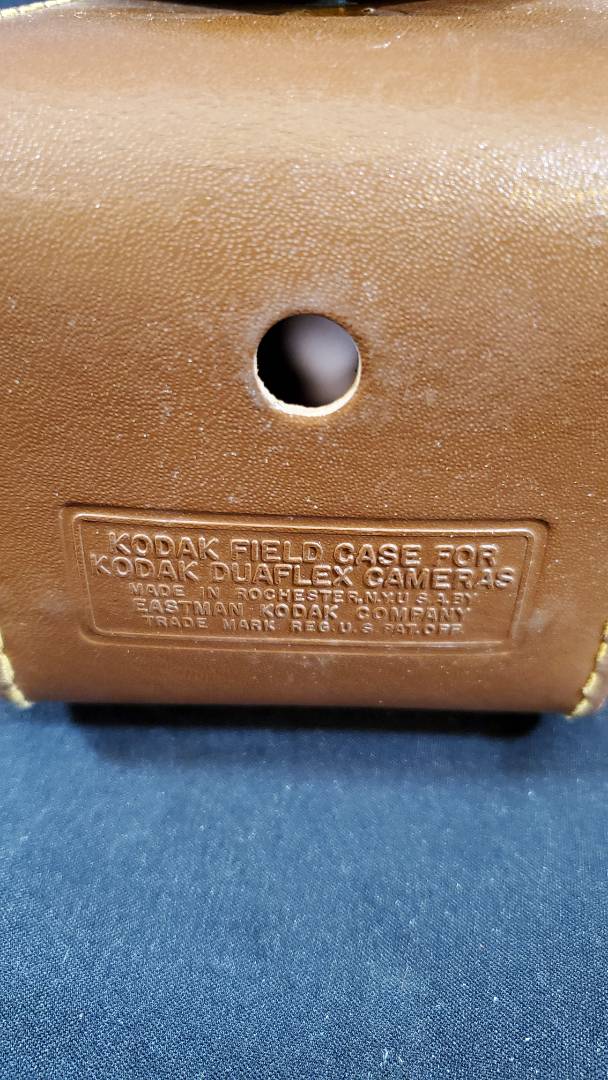 KODAK FIELD CASE FOR
KODAK DUAFLEX CAMERAS
MADE IN ROCHESTER, N.Y. U.S.A. BY
EASTMAN KODAK COMPANY
TRADE MARK REG. U.S. PAT. OFF.